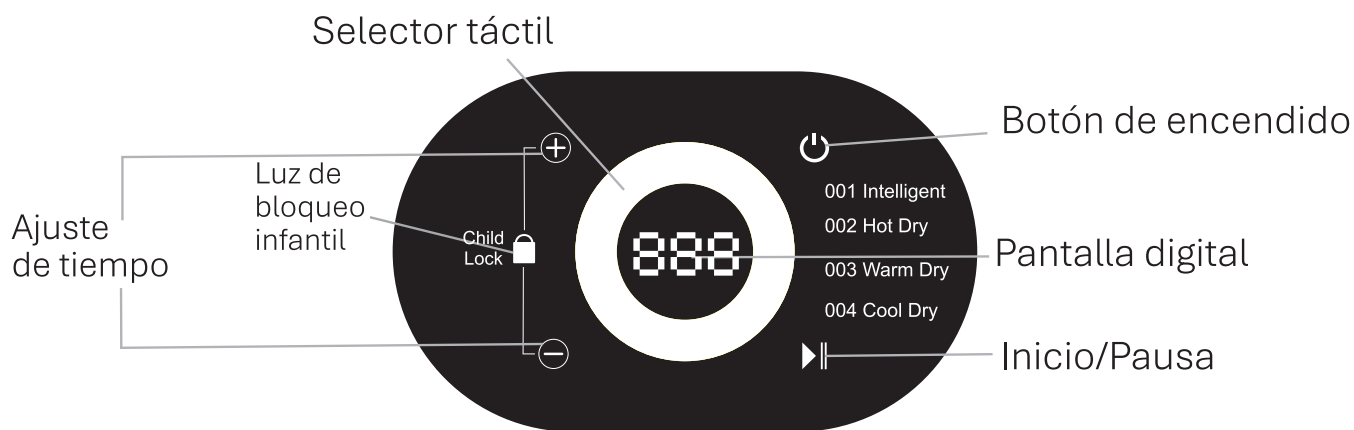 Selector táctil
Botón de encendido
Luz de
bloqueo
infantil
001 Intelligent
002 Hot Dry
Ajuste
de tiempo
Child
Lock
888
Pantalla digital
003 Warm Dry
004 Cool Dry
Inicio/Pausa